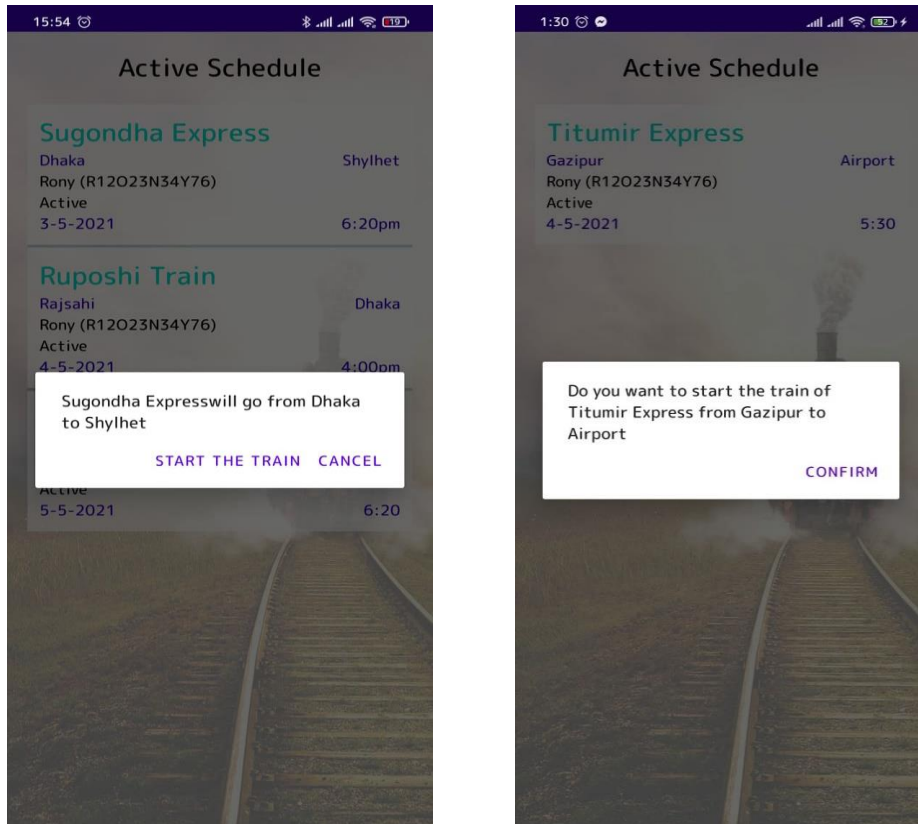 15:54
19
Active Schedule
Sugondha Express
Dhaka Shylhet
Rony (R12O23N34Y76)
Active
3-5-2021 6:20pm
Ruposhi Train
Rajsahi Dhaka
Rony (R12O23N34Y76)
Active
4-5-2021 4:00pm
Sugondha Expresswill go from Dhaka
to Shylhet
START THE TRAIN CANCEL
Active
5-5-2021 6:20
1:30
52
Active Schedule
Titumir Express
Gazipur Airport
Rony (R12O23N34Y76)
Active
4-5-2021 5:30
Do you want to start the train of
Titumir Express from Gazipur to
Airport
CONFIRM